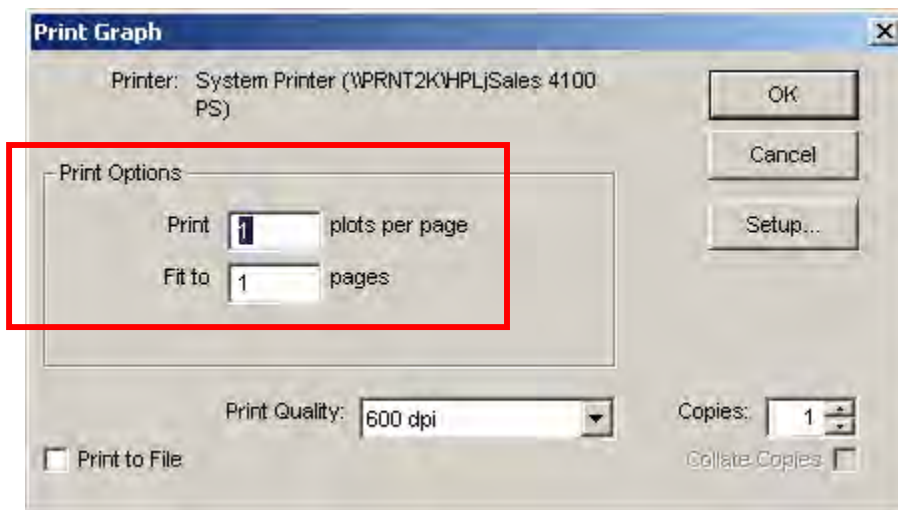 Print Graph
Printer: System Printer (\\PRNT2K\HPLjSales 4100
PS)
OK
Cancel
Setup...
Print Options
Print 1 plots per page
Fit to 1 pages
Print Quality: 600 dpi
Copies: 1
Print to File
Collate Copies